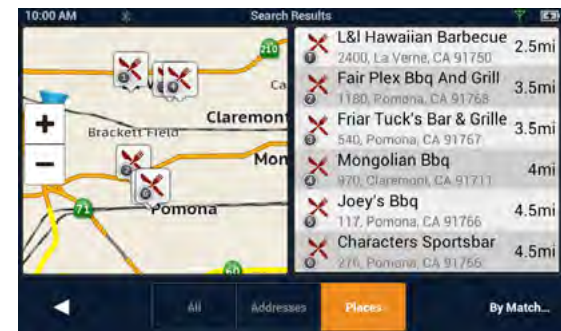 10:00 AM
Search Results
210
Ca
Claremont
Brackett Field
Mon
71
Pomona
60
+
−
L&l Hawaiian Barbecue 2.5mi
2400, La Verne, CA 91750
Fair Plex Bbq And Grill 3.5mi
1180, Pomona, CA 91768
Friar Tuck's Bar & Grille 3.5mi
540, Pomona, CA 91767
Mongolian Bbq 4mi
970, Claremont, CA 91711
Joey's Bbq 4.5mi
117, Pomona, CA 91766
Characters Sportsbar 4.5mi
276, Pomona, CA 91766
All
Addresses
Places
By Match...